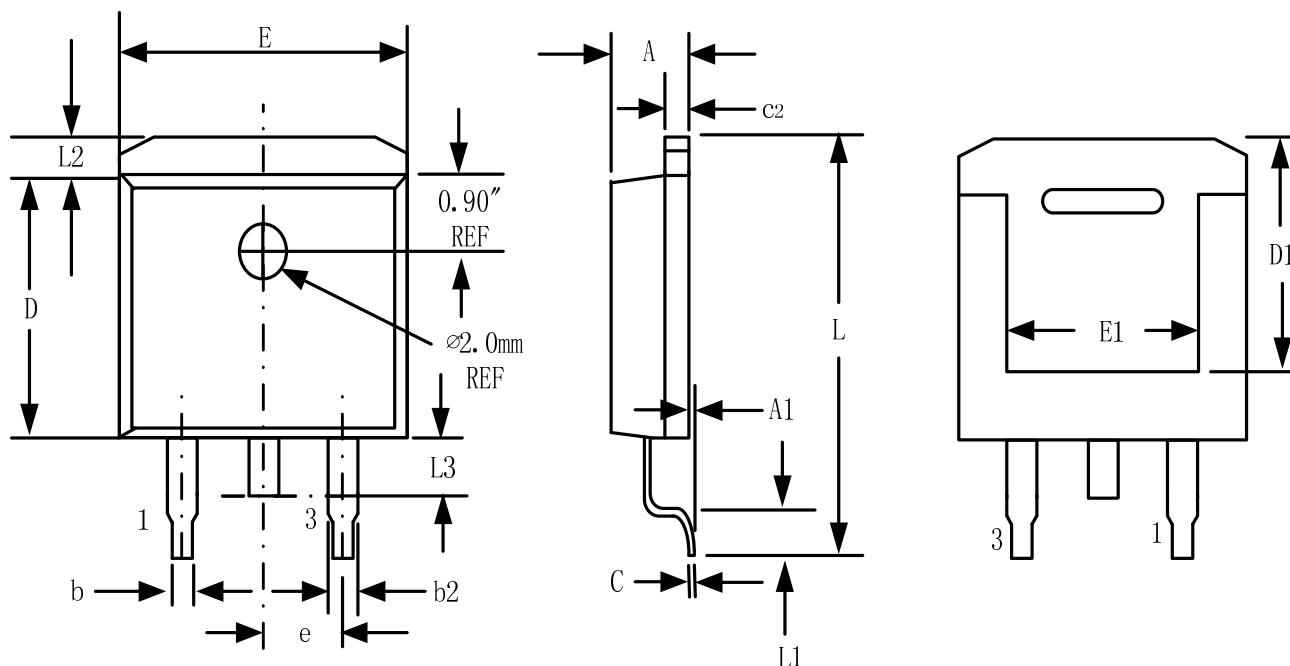 E
L2
0.90″
REF
D
⌀2.0mm
REF
L3
1
3
b
b2
e
A
c2
L
A1
C
L1
D1
E1
3
1